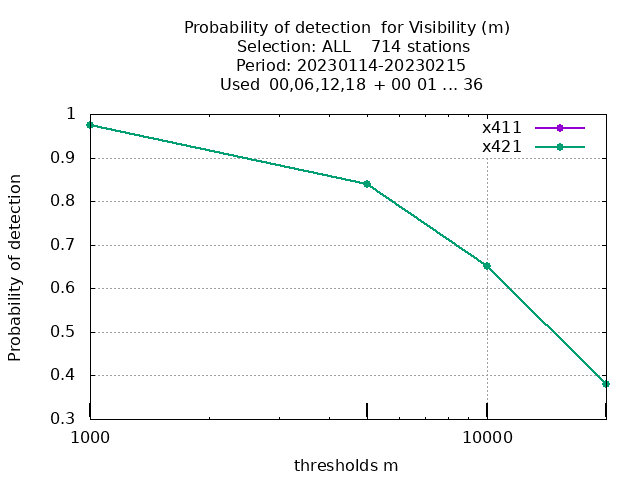 Probability of detection  for Visibility (m)
Selection: ALL    714 stations
Period: 20230114-20230215
Used  00,06,12,18 + 00 01 ... 36
x411
x421
1
0.9
0.8
0.7
0.6
0.5
0.4
0.3
Probability of detection
1000
10000
thresholds m